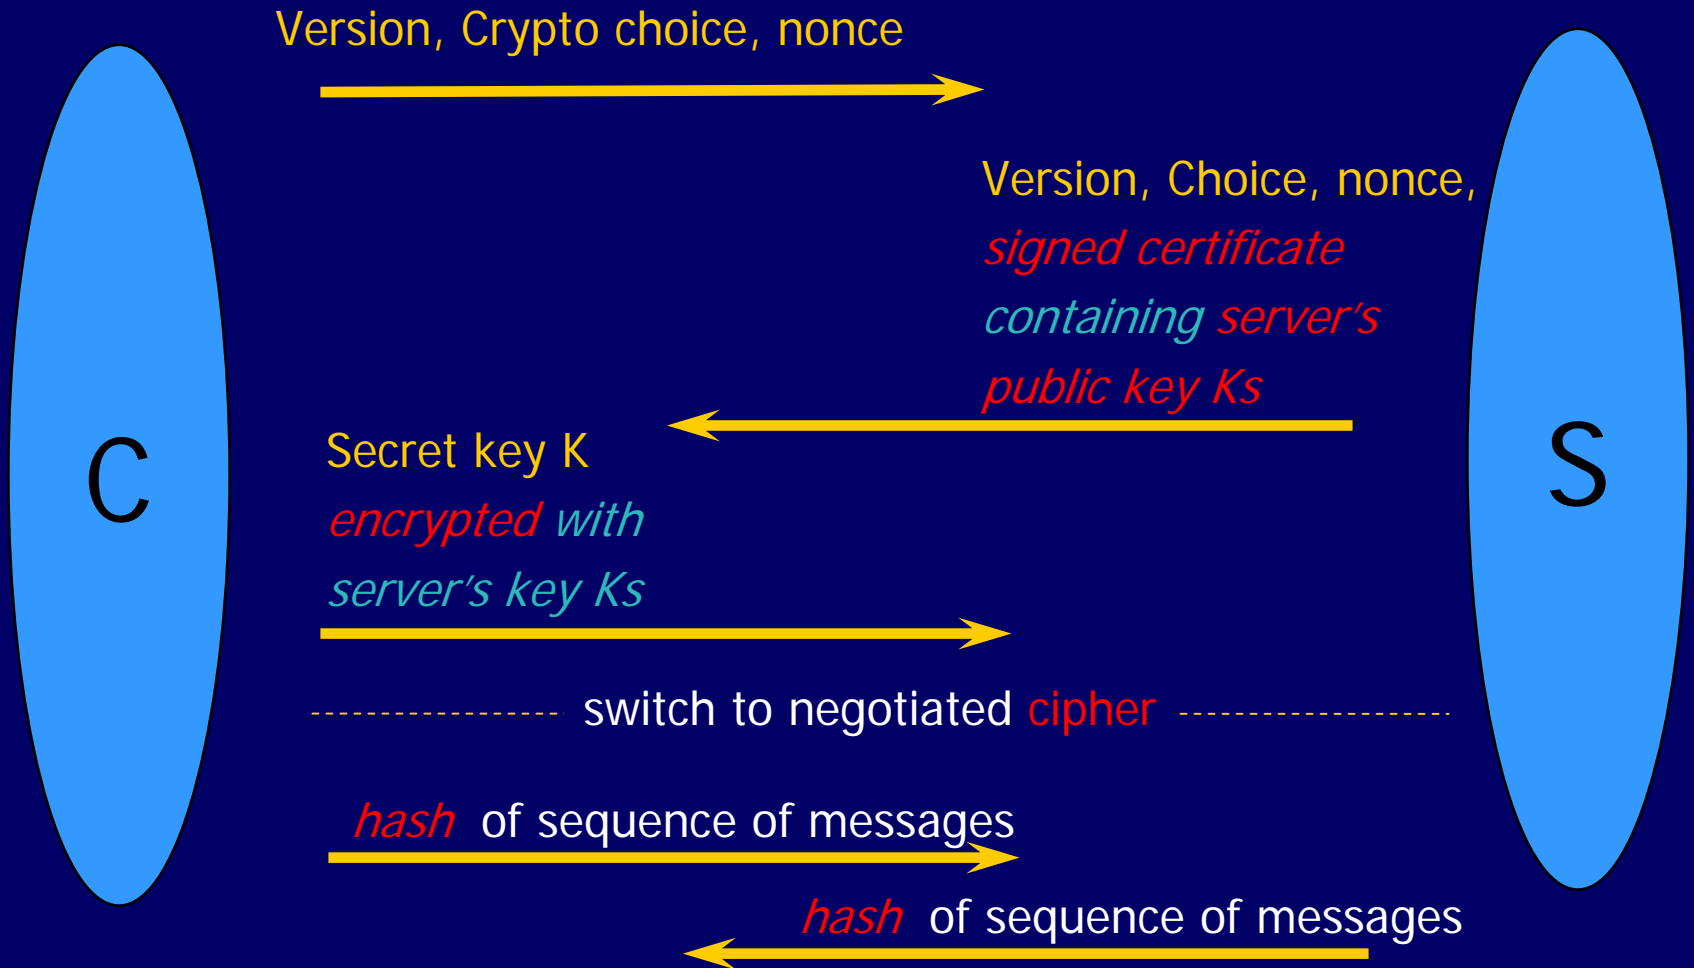 Version, Crypto choice, nonce
Version, Choice, nonce,
signed certificate
containing server's
public key Ks
C
S
Secret key K
encrypted with
server's key Ks
switch to negotiated cipher
hash of sequence of messages
hash of sequence of messages